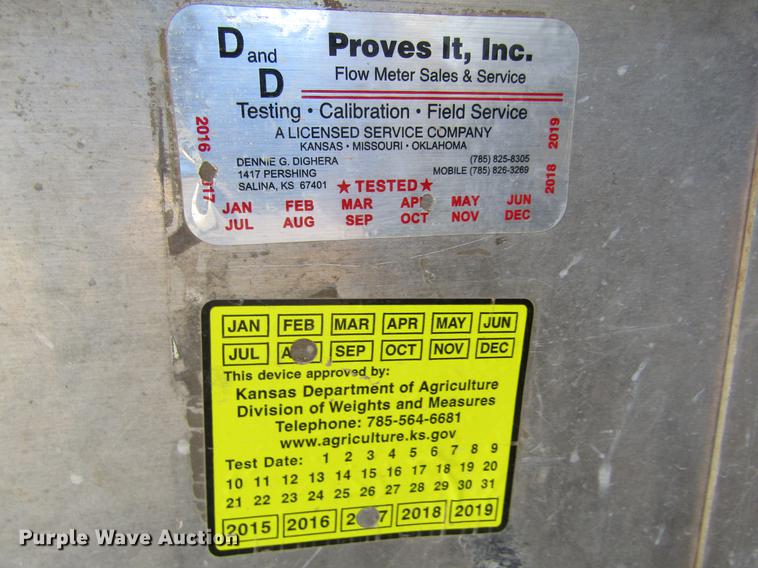 D and D Proves It, Inc.
Flow Meter Sales & Service
Testing • Calibration • Field Service
A LICENSED SERVICE COMPANY
KANSAS • MISSOURI • OKLAHOMA
DENNIE G. DIGHERA (785) 825-8305
1417 PERSHING MOBILE (785) 826-3269
SALINA, KS 67401 ★ TESTED ★
2016 2019
2018
JAN FEB MAR MAY JUN
JUL AUG SEP OCT NOV DEC
JAN FEB MAR APR MAY JUN
JUL SEP OCT NOV DEC
This device approved by:
Kansas Department of Agriculture
Division of Weights and Measures
Telephone: 785-564-6681
www.agriculture.ks.gov
Test Date: 1 2 3 4 5 6 7 8 9
10 11 12 13 14 15 16 17 18 19 20
21 22 23 24 25 26 27 28 29 30 31
2015 2016 2018 2019
Purple Wave Auction